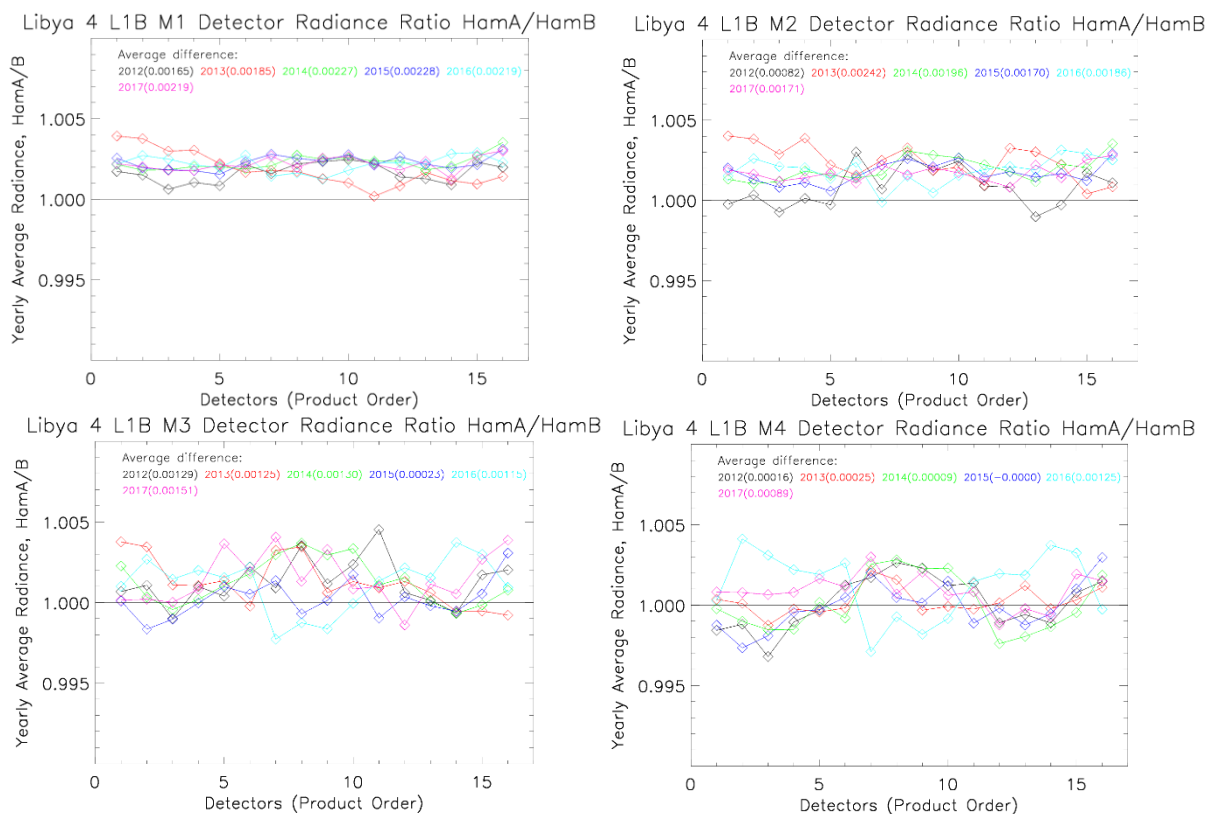 Libya 4 L1B M1 Detector Radiance Ratio HamA/HamB
Average difference:
2012(0.00165) 2013(0.00185) 2014(0.00227) 2015(0.00228) 2016(0.00219)
2017(0.00219)
Yearly Average Radiance, HamA/B
1.005
1.000
0.995
0 5 10 15
Detectors (Product Order)
Libya 4 L1B M2 Detector Radiance Ratio HamA/HamB
Average difference:
2012(0.00082) 2013(0.00242) 2014(0.00196) 2015(0.00170) 2016(0.00186)
2017(0.00171)
Yearly Average Radiance, HamA/B
1.005
1.000
0.995
0 5 10 15
Detectors (Product Order)
Libya 4 L1B M3 Detector Radiance Ratio HamA/HamB
Average difference:
2012(0.00129) 2013(0.00125) 2014(0.00130) 2015(0.00023) 2016(0.00115)
2017(0.00151)
Yearly Average Radiance, HamA/B
1.005
1.000
0.995
0 5 10 15
Detectors (Product Order)
Libya 4 L1B M4 Detector Radiance Ratio HamA/HamB
Average difference:
2012(0.00016) 2013(0.00025) 2014(0.00009) 2015(-0.0000) 2016(0.00125)
2017(0.00089)
Yearly Average Radiance, HamA/B
1.005
1.000
0.995
0 5 10 15
Detectors (Product Order)